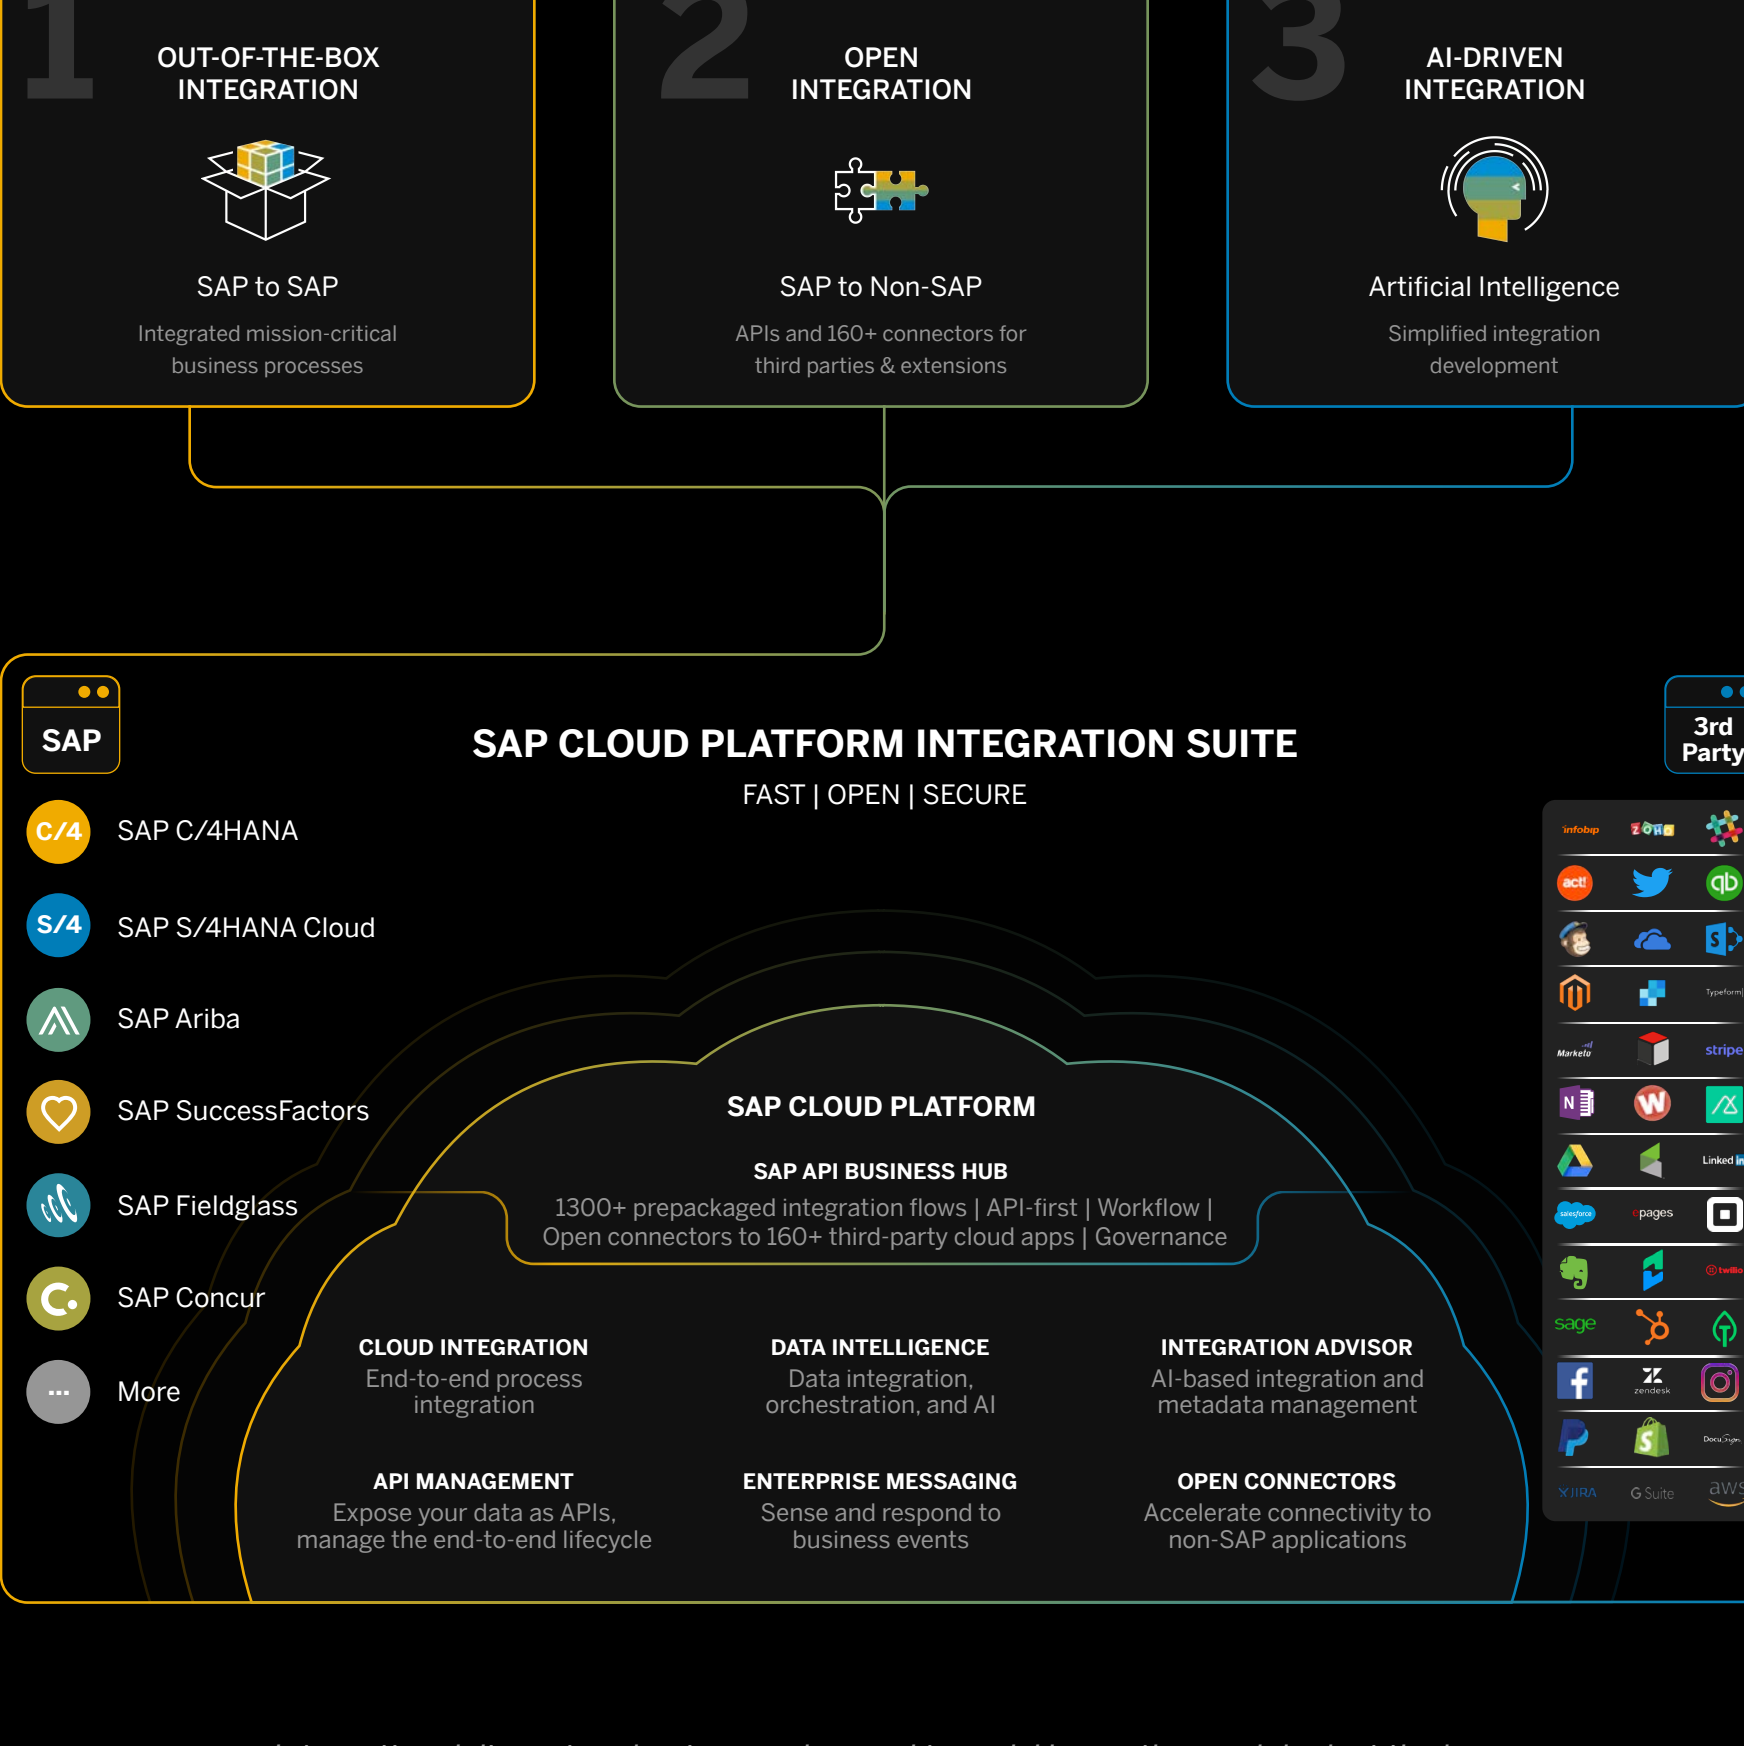 1
OUT-OF-THE-BOX
INTEGRATION
SAP to SAP
Integrated mission-critical
business processes
2
OPEN
INTEGRATION
SAP to Non-SAP
APIs and 160+ connectors for
third parties & extensions
3
AI-DRIVEN
INTEGRATION
Artificial Intelligence
Simplified integration
development
SAP
SAP CLOUD PLATFORM INTEGRATION SUITE
FAST | OPEN | SECURE
3rd
Party
C/4 SAP C/4HANA
S/4 SAP S/4HANA Cloud
SAP Ariba
SAP SuccessFactors
SAP Fieldglass
SAP Concur
More
SAP CLOUD PLATFORM
SAP API BUSINESS HUB
1300+ prepackaged integration flows | API-first | Workflow |
Open connectors to 160+ third-party cloud apps | Governance
CLOUD INTEGRATION
End-to-end process
integration
DATA INTELLIGENCE
Data integration,
orchestration, and AI
INTEGRATION ADVISOR
AI-based integration and
metadata management
API MANAGEMENT
Expose your data as APIs,
manage the end-to-end lifecycle
ENTERPRISE MESSAGING
Sense and respond to
business events
OPEN CONNECTORS
Accelerate connectivity to
non-SAP applications
infobip ZOHO
act! qb
S
Typeform
Marketo stripe
N W
Linked in
salesforce epages
twilio
sage
f zendesk
P S DocuSign
JIRA G Suite aws